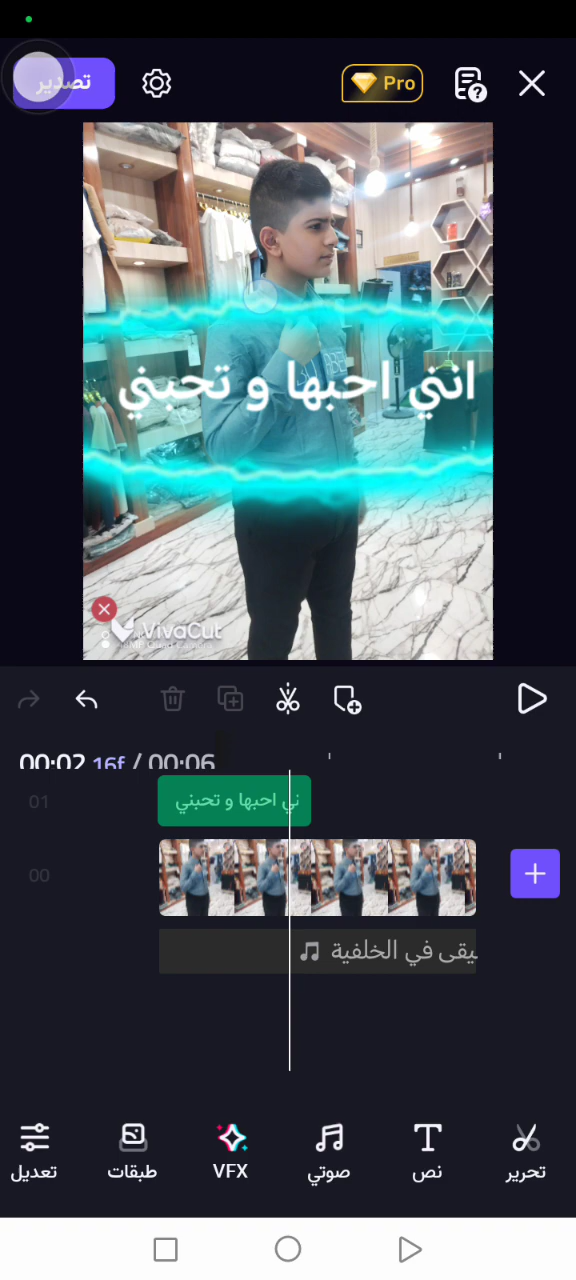 تصدير
Pro
انني احبها و تحبني
VivaCut
00:02 16f / 00:06
01
ني احبها و تحبني
00
يقى في الخلفية
تعديل
طبقات
VFX
صوتي
نص
تحرير